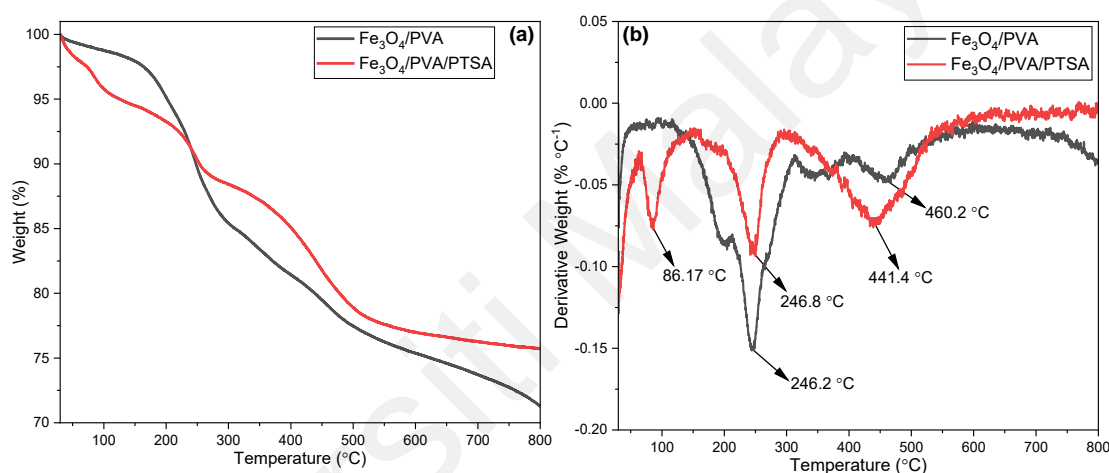 (a)
Fe₃O₄/PVA
Fe₃O₄/PVA/PTSA
100
95
90
85
80
75
70
Weight (%)
100 200 300 400 500 600 700 800
Temperature (°C)
(b)
Fe₃O₄/PVA
Fe₃O₄/PVA/PTSA
0.05
0.00
-0.05
-0.10
-0.15
-0.20
Derivative Weight (% °C⁻¹)
86.17 °C
246.8 °C
246.2 °C
441.4 °C
460.2 °C
100 200 300 400 500 600 700 800
Temperature (°C)
ersiti Malay